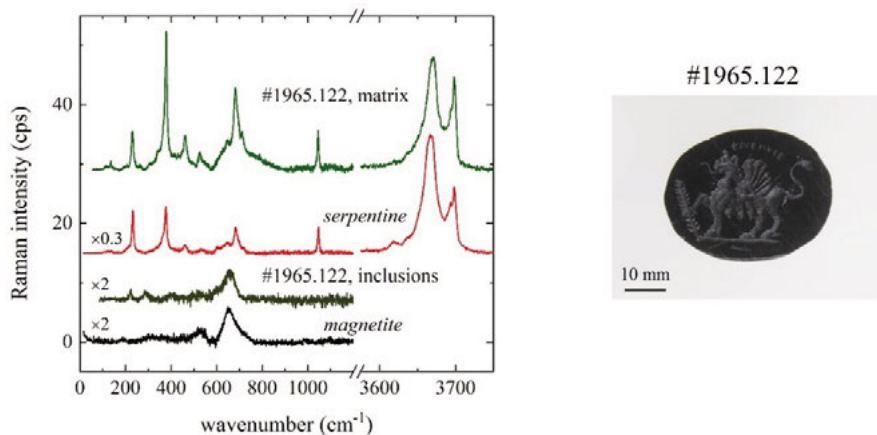 #1965.122, matrix
serpentine
×0.3
#1965.122, inclusions
×2
magnetite
×2
Raman intensity (cps)
40
20
0
0 200 400 600 800 1000 3600 3700
wavenumber (cm⁻¹)
#1965.122
10 mm